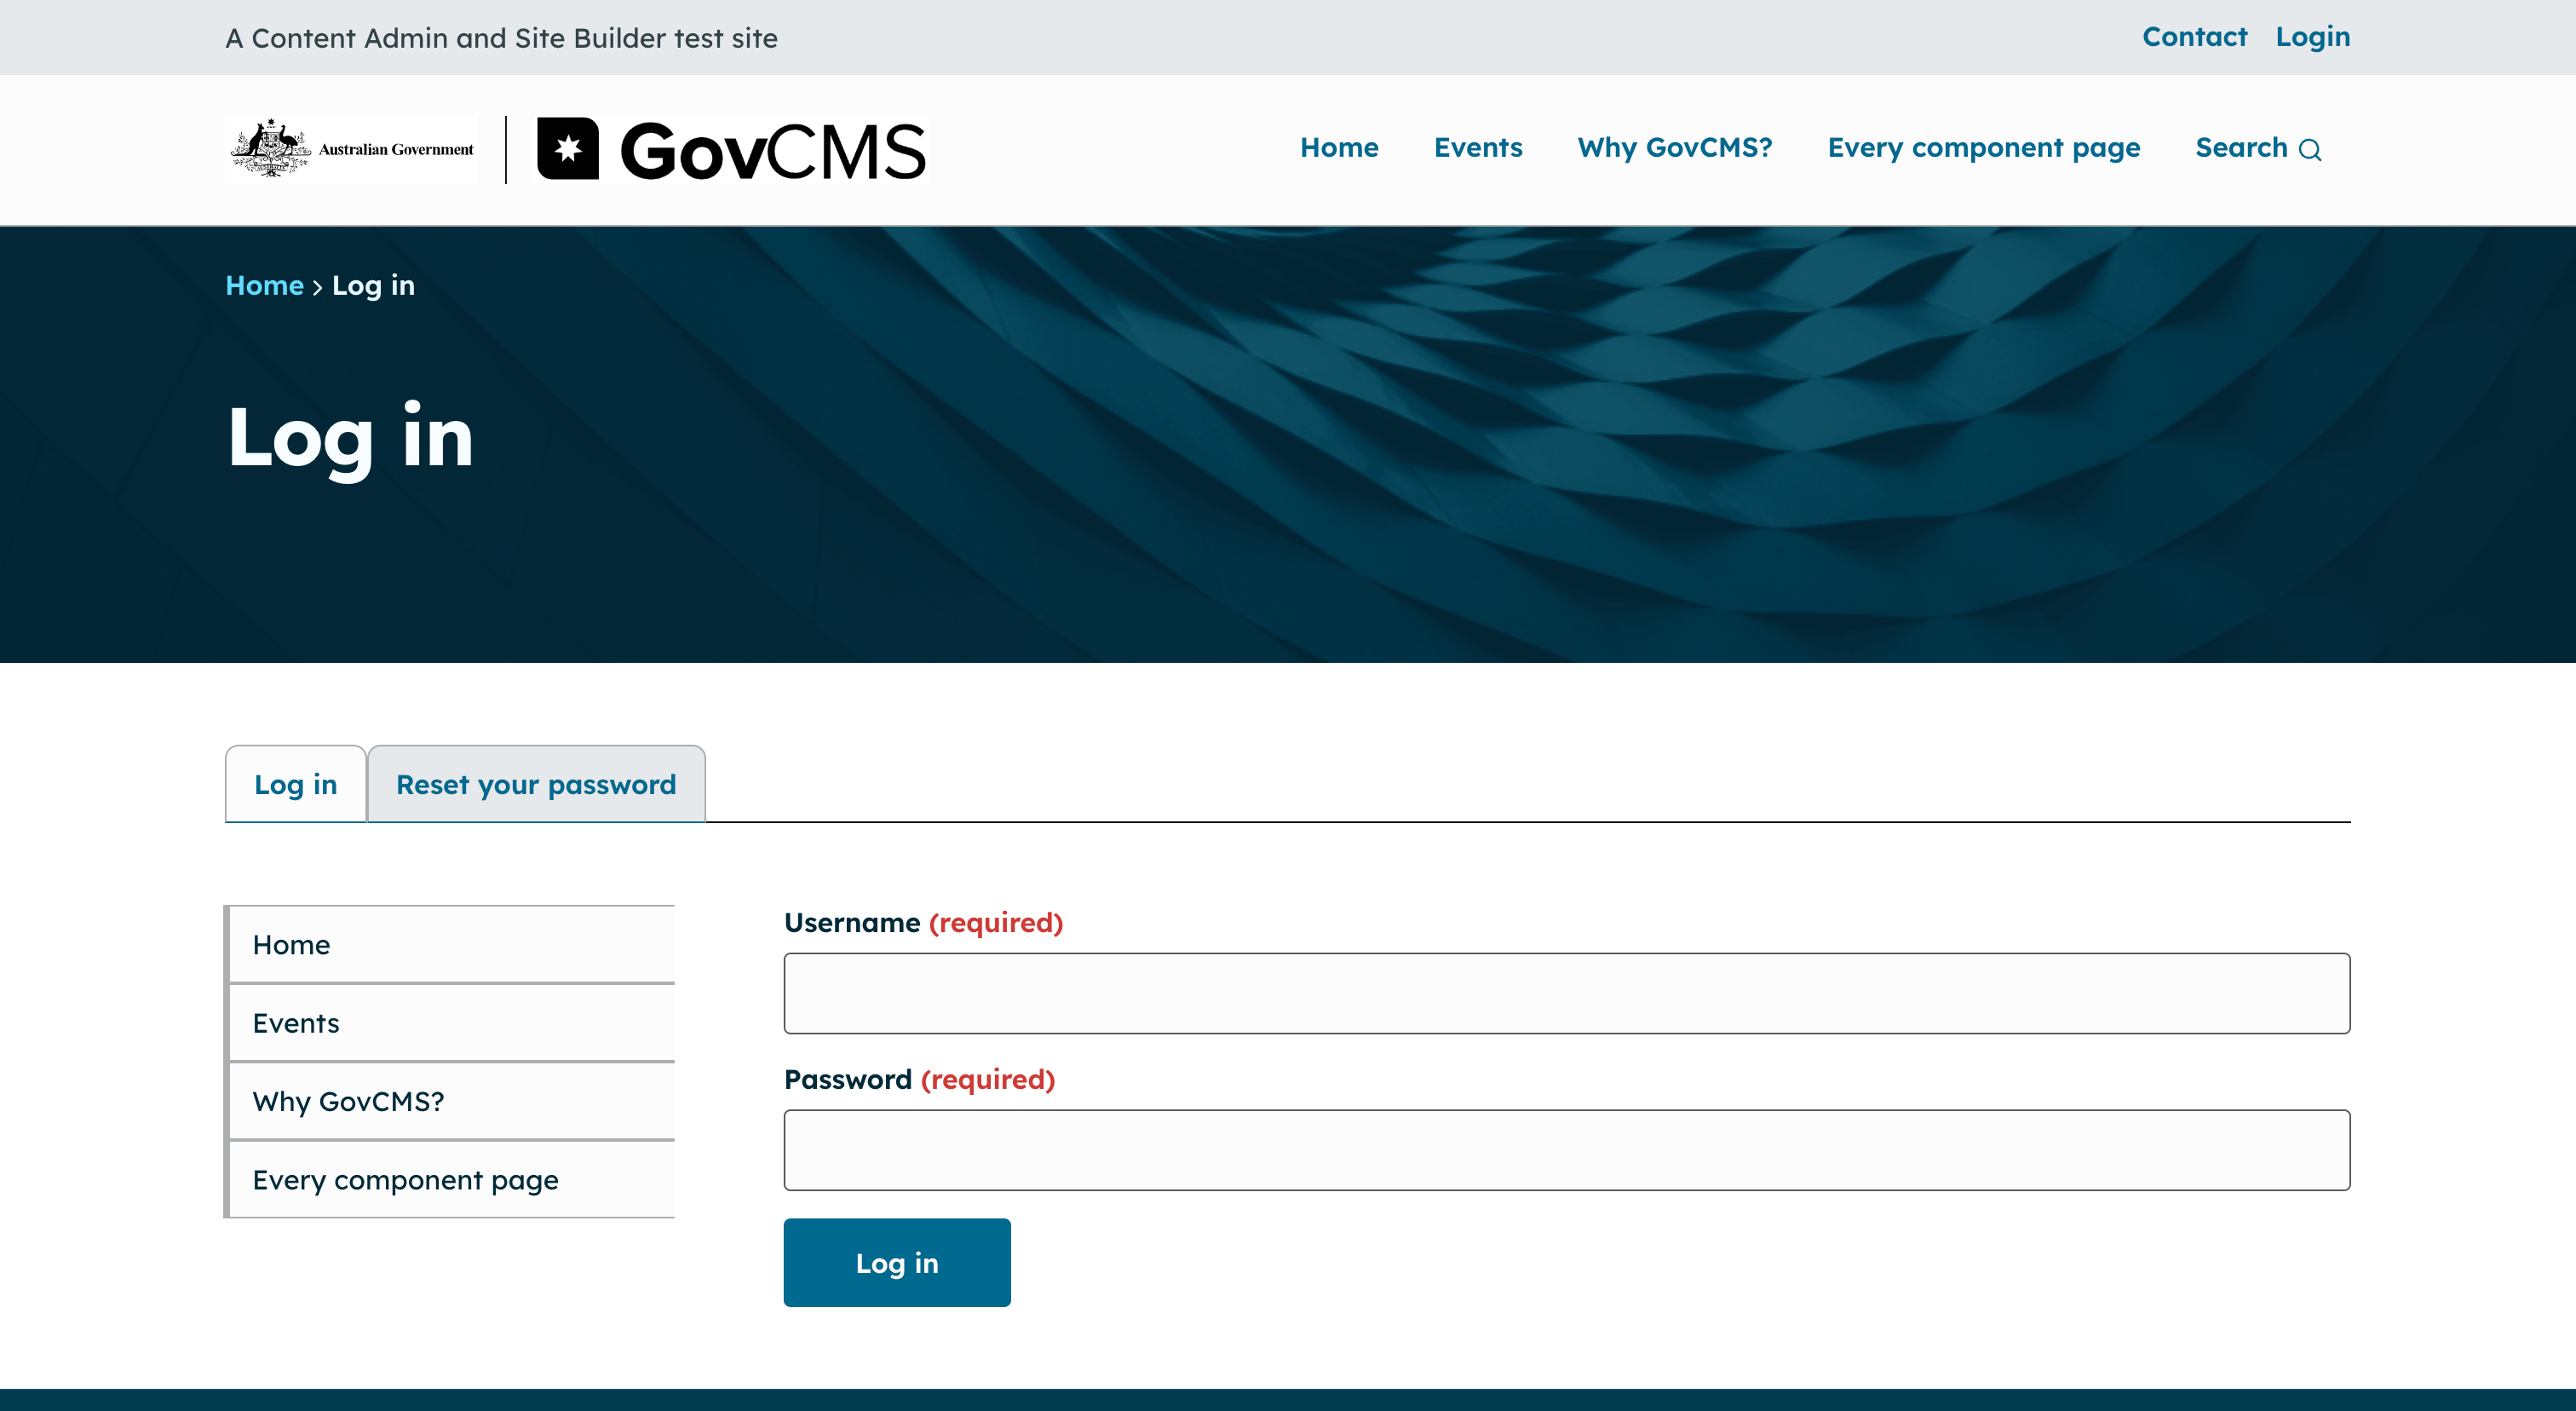 A Content Admin and Site Builder test site
Contact Login
Australian Government
GovCMS
Home Events Why GovCMS? Every component page Search
Home > Log in
Log in
Log in
Reset your password
Home
Events
Why GovCMS?
Every component page
Username (required)
Password (required)
Log in